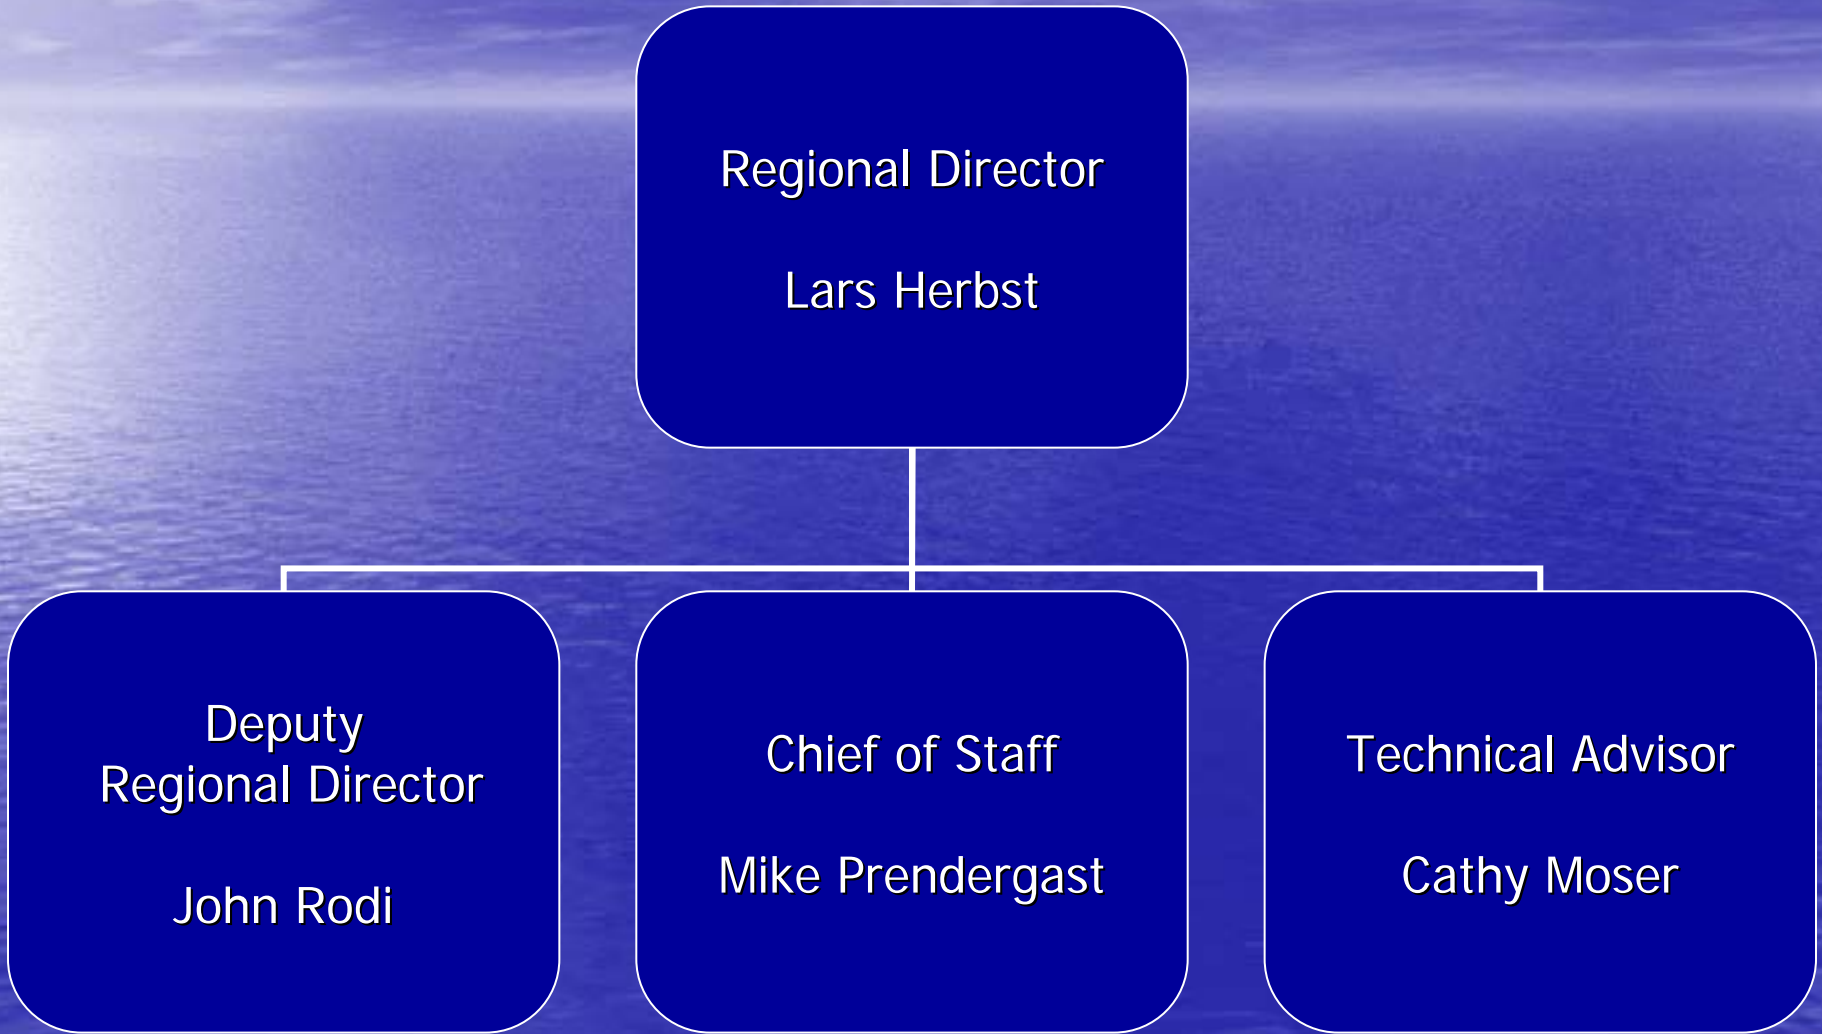 Regional Director
Lars Herbst
Deputy
Regional Director
John Rodi
Chief of Staff
Mike Prendergast
Technical Advisor
Cathy Moser